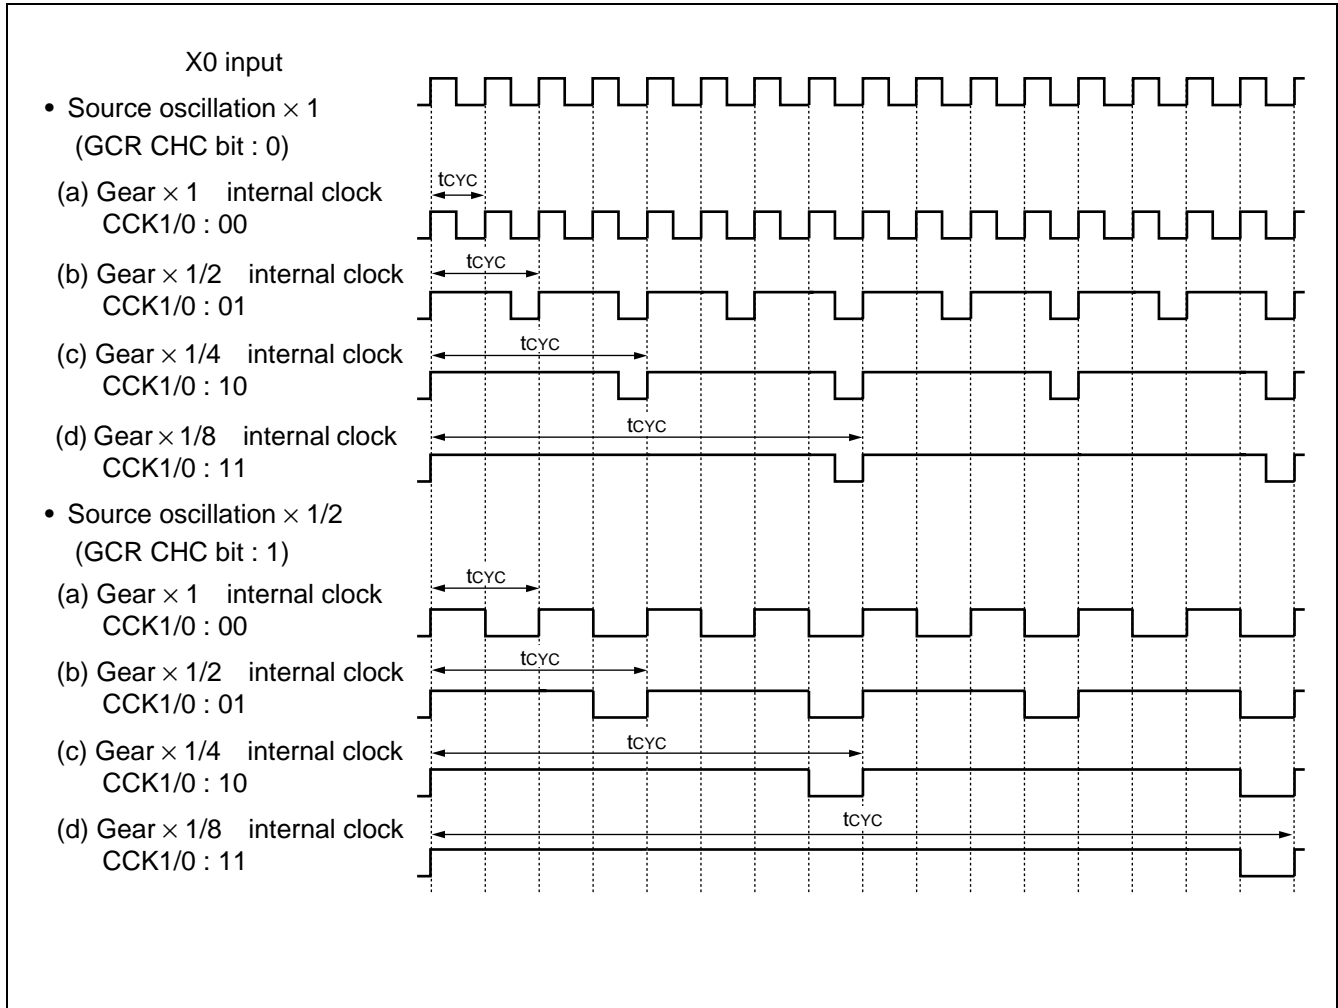 X0 input
• Source oscillation × 1
(GCR CHC bit : 0)
(a) Gear × 1 internal clock
CCK1/0 : 00
tCYC
(b) Gear × 1/2 internal clock
CCK1/0 : 01
tCYC
(c) Gear × 1/4 internal clock
CCK1/0 : 10
tCYC
(d) Gear × 1/8 internal clock
CCK1/0 : 11
tCYC
• Source oscillation × 1/2
(GCR CHC bit : 1)
(a) Gear × 1 internal clock
CCK1/0 : 00
tCYC
(b) Gear × 1/2 internal clock
CCK1/0 : 01
tCYC
(c) Gear × 1/4 internal clock
CCK1/0 : 10
tCYC
(d) Gear × 1/8 internal clock
CCK1/0 : 11
tCYC